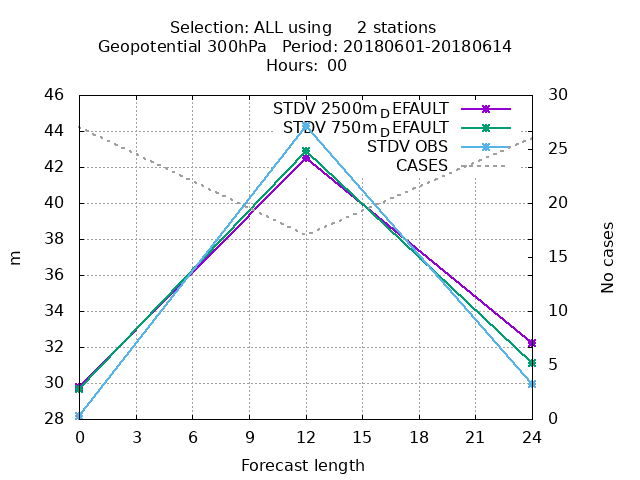 Selection: ALL using     2 stations
Geopotential 300hPa   Period: 20180601-20180614
Hours:  00
STDV 2500m_DEFAULT
STDV 750m_DEFAULT
STDV OBS
CASES
46
44
42
40
38
36
34
32
30
28
m
30
25
20
15
10
5
0
No cases
0 3 6 9 12 15 18 21 24
Forecast length